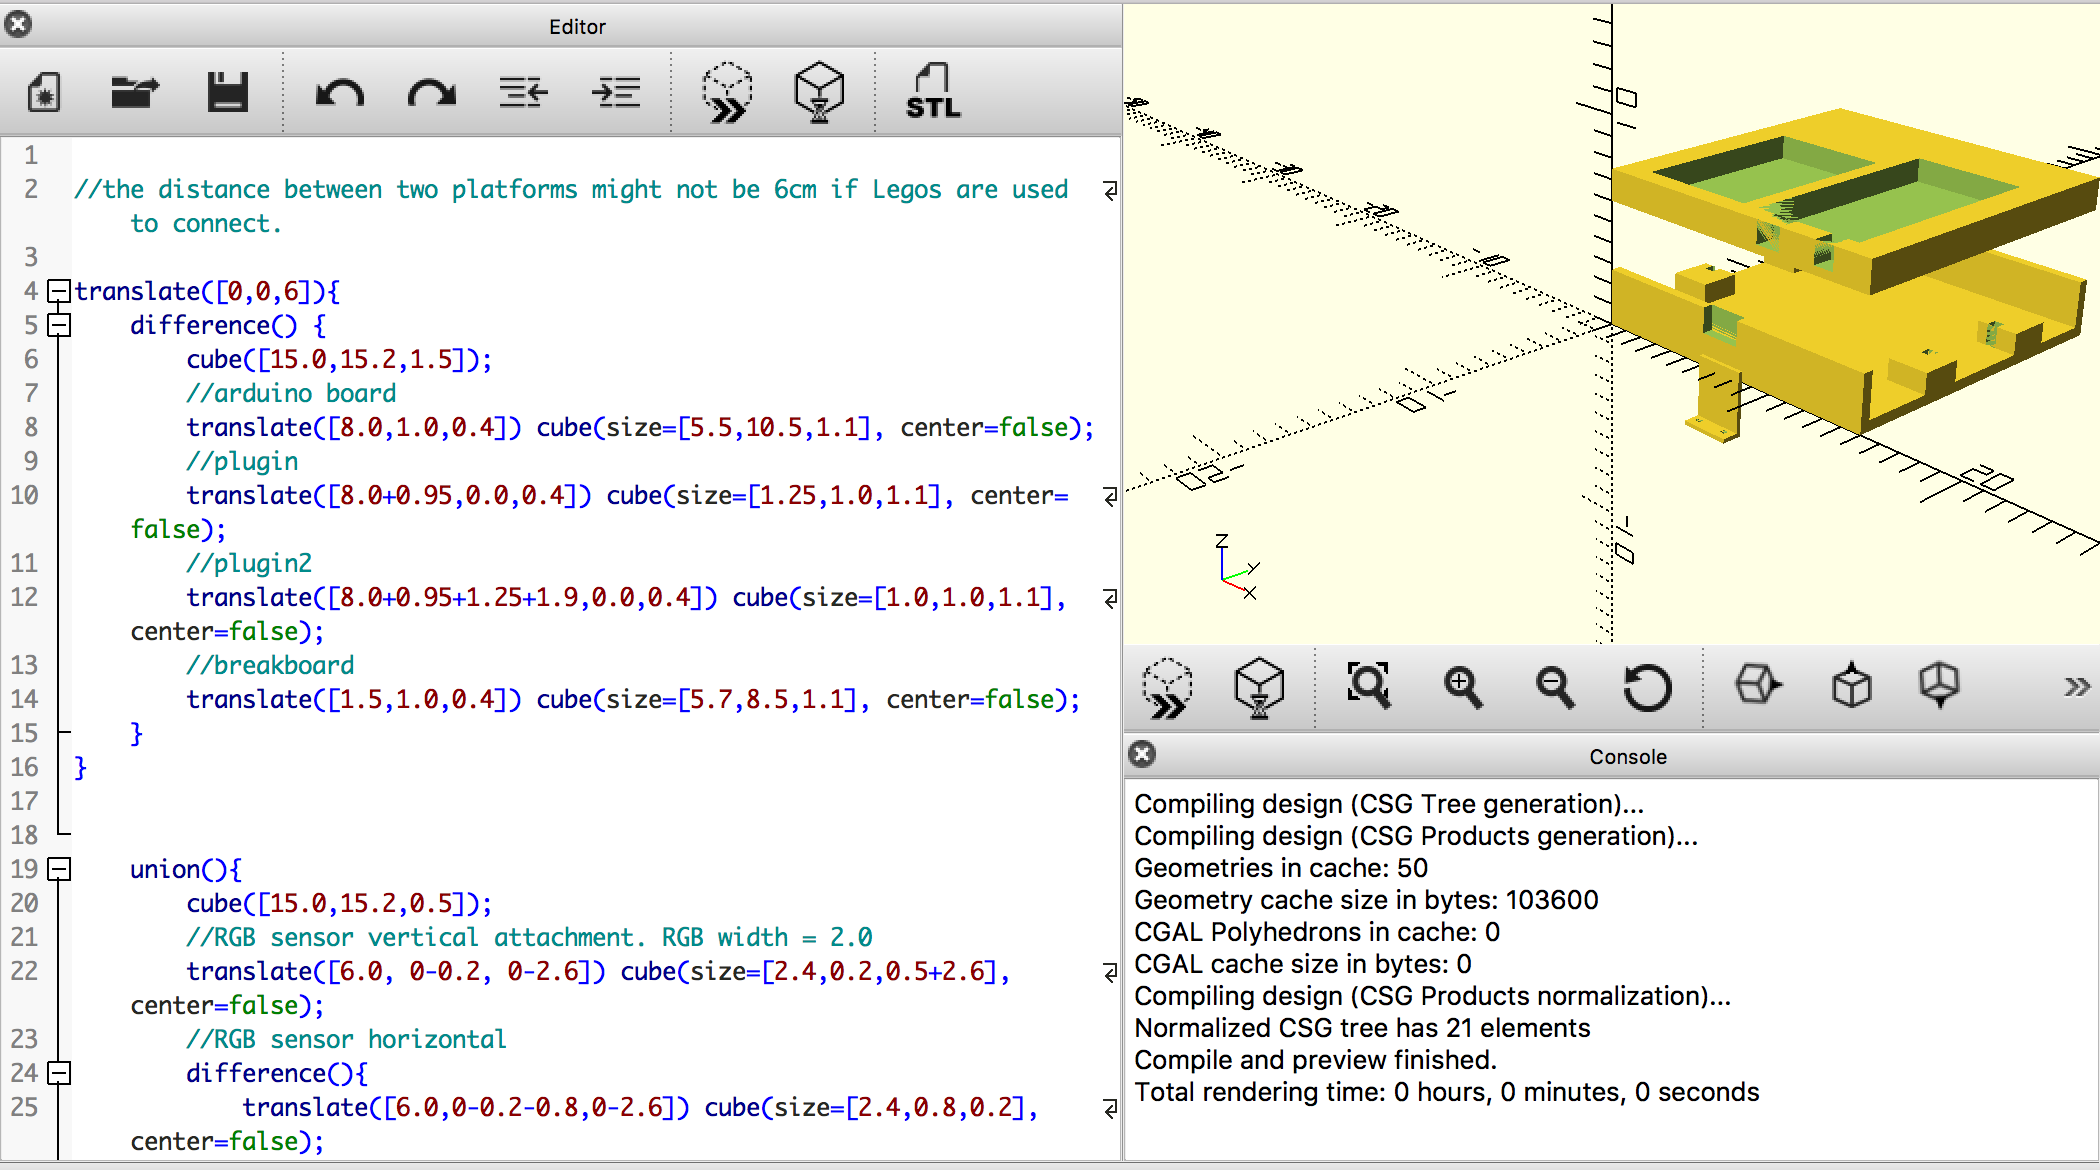 Editor
STL
1
2 //the distance between two platforms might not be 6cm if Legos are used
to connect.
3
4 translate([0,0,6]){
5 difference() {
6 cube([15.0,15.2,1.5]);
7 //arduino board
8 translate([8.0,1.0,0.4]) cube(size=[5.5,10.5,1.1], center=false);
9 //plugin
10 translate([8.0+0.95,0.0,0.4]) cube(size=[1.25,1.0,1.1], center=
false);
11 //plugin2
12 translate([8.0+0.95+1.25+1.9,0.0,0.4]) cube(size=[1.0,1.0,1.1],
center=false);
13 //breakboard
14 translate([1.5,1.0,0.4]) cube(size=[5.7,8.5,1.1], center=false);
15 }
16 }
17
18
19 union(){
20 cube([15.0,15.2,0.5]);
21 //RGB sensor vertical attachment. RGB width = 2.0
22 translate([6.0, 0-0.2, 0-2.6]) cube(size=[2.4,0.2,0.5+2.6],
center=false);
23 //RGB sensor horizontal
24 difference(){
25 translate([6.0,0-0.2-0.8,0-2.6]) cube(size=[2.4,0.8,0.2],
center=false);
20
Z
Y
X
Console
Compiling design (CSG Tree generation)...
Compiling design (CSG Products generation)...
Geometries in cache: 50
Geometry cache size in bytes: 103600
CGAL Polyhedrons in cache: 0
CGAL cache size in bytes: 0
Compiling design (CSG Products normalization)...
Normalized CSG tree has 21 elements
Compile and preview finished.
Total rendering time: 0 hours, 0 minutes, 0 seconds